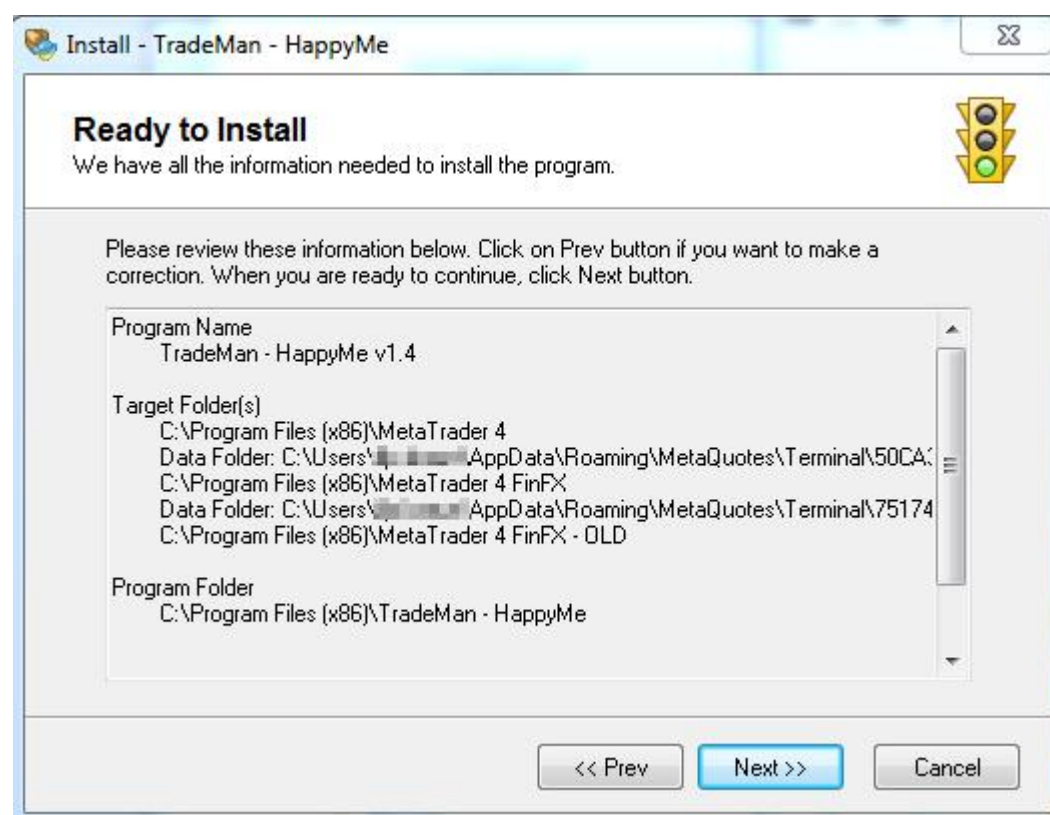 Install - TradeMan - HappyMe
Ready to Install
We have all the information needed to install the program.
Please review these information below. Click on Prev button if you want to make a
correction. When you are ready to continue, click Next button.
Program Name
TradeMan - HappyMe v1.4
Target Folder(s)
C:\Program Files (x86)\MetaTrader 4
Data Folder: C:\Users\ AppData\Roaming\MetaQuotes\Terminal\50CA
C:\Program Files (x86)\MetaTrader 4 FinFX
Data Folder: C:\Users\ AppData\Roaming\MetaQuotes\Terminal\75174
C:\Program Files (x86)\MetaTrader 4 FinFX - OLD
Program Folder
C:\Program Files (x86)\TradeMan - HappyMe
<< Prev
Next >>
Cancel